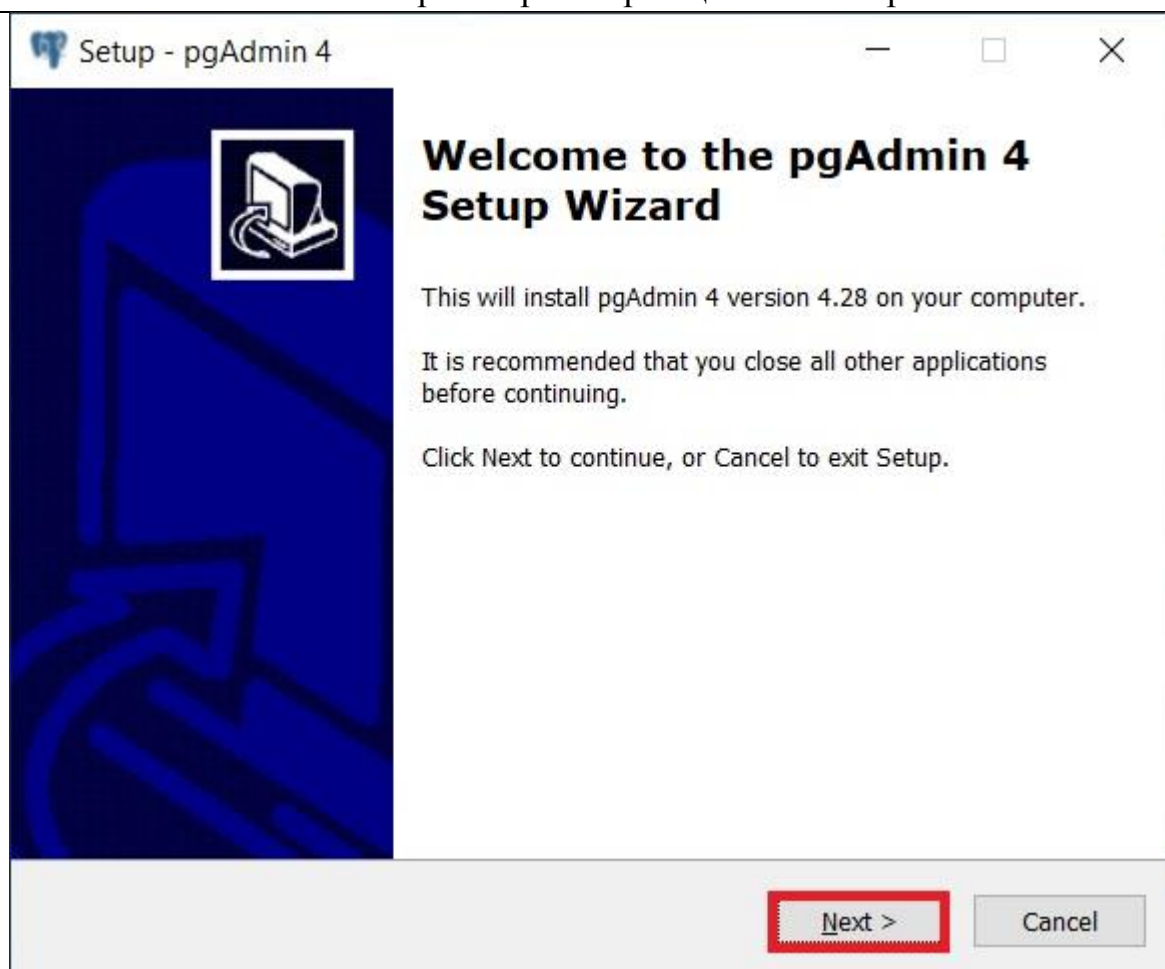 Setup - pgAdmin 4
Welcome to the pgAdmin 4
Setup Wizard
This will install pgAdmin 4 version 4.28 on your computer.
It is recommended that you close all other applications
before continuing.
Click Next to continue, or Cancel to exit Setup.
Next >
Cancel